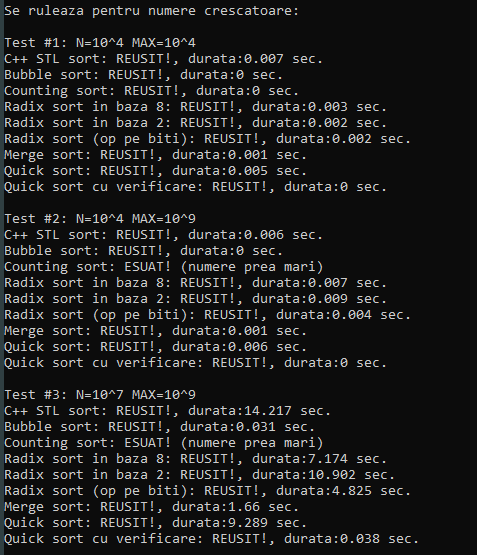 Se ruleaza pentru numere crescatoare:
Test #1: N=10^4 MAX=10^4
C++ STL sort: REUSIT!, durata:0.007 sec.
Bubble sort: REUSIT!, durata:0 sec.
Counting sort: REUSIT!, durata:0 sec.
Radix sort in baza 8: REUSIT!, durata:0.003 sec.
Radix sort in baza 2: REUSIT!, durata:0.002 sec.
Radix sort (op pe biti): REUSIT!, durata:0.002 sec.
Merge sort: REUSIT!, durata:0.001 sec.
Quick sort: REUSIT!, durata:0.005 sec.
Quick sort cu verificare: REUSIT!, durata:0 sec.
Test #2: N=10^4 MAX=10^9
C++ STL sort: REUSIT!, durata:0.006 sec.
Bubble sort: REUSIT!, durata:0 sec.
Counting sort: ESUAT! (numere prea mari)
Radix sort in baza 8: REUSIT!, durata:0.007 sec.
Radix sort in baza 2: REUSIT!, durata:0.009 sec.
Radix sort (op pe biti): REUSIT!, durata:0.004 sec.
Merge sort: REUSIT!, durata:0.001 sec.
Quick sort: REUSIT!, durata:0.006 sec.
Quick sort cu verificare: REUSIT!, durata:0 sec.
Test #3: N=10^7 MAX=10^9
C++ STL sort: REUSIT!, durata:14.217 sec.
Bubble sort: REUSIT!, durata:0.031 sec.
Counting sort: ESUAT! (numere prea mari)
Radix sort in baza 8: REUSIT!, durata:7.174 sec.
Radix sort in baza 2: REUSIT!, durata:10.902 sec.
Radix sort (op pe biti): REUSIT!, durata:4.825 sec.
Merge sort: REUSIT!, durata:1.66 sec.
Quick sort: REUSIT!, durata:9.289 sec.
Quick sort cu verificare: REUSIT!, durata:0.038 sec.